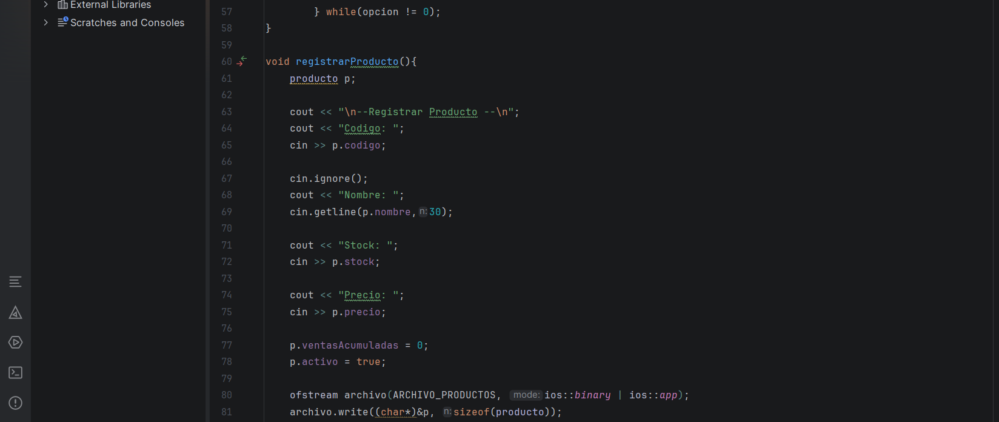 External Libraries
Scratches and Consoles
57 } while(opcion != 0);
58 }
59
60 void registrarProducto(){
61 producto p;
62
63 cout << "\n--Registrar Producto --\n";
64 cout << "Codigo: ";
65 cin >> p.codigo;
66
67 cin.ignore();
68 cout << "Nombre: ";
69 cin.getline(p.nombre, n: 30);
70
71 cout << "Stock: ";
72 cin >> p.stock;
73
74 cout << "Precio: ";
75 cin >> p.precio;
76
77 p.ventasAcumuladas = 0;
78 p.activo = true;
79
80 ofstream archivo(ARCHIVO_PRODUCTOS, mode: ios::binary | ios::app);
81 archivo.write((char*)&p, n: sizeof(producto));